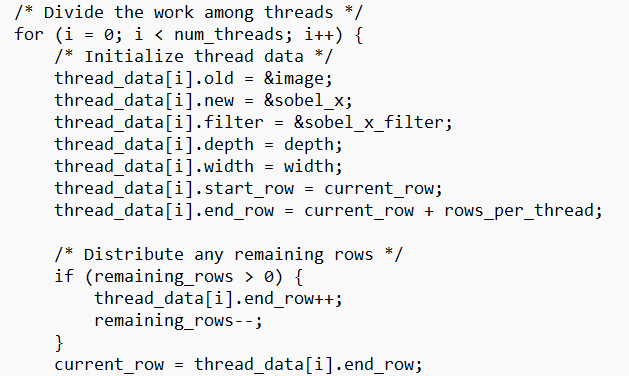 /* Divide the work among threads */
for (i = 0; i < num_threads; i++) {
    /* Initialize thread data */
    thread_data[i].old = &image;
    thread_data[i].new = &sobel_x;
    thread_data[i].filter = &sobel_x_filter;
    thread_data[i].depth = depth;
    thread_data[i].width = width;
    thread_data[i].start_row = current_row;
    thread_data[i].end_row = current_row + rows_per_thread;

    /* Distribute any remaining rows */
    if (remaining_rows > 0) {
        thread_data[i].end_row++;
        remaining_rows--;
    }
    current_row = thread_data[i].end_row;